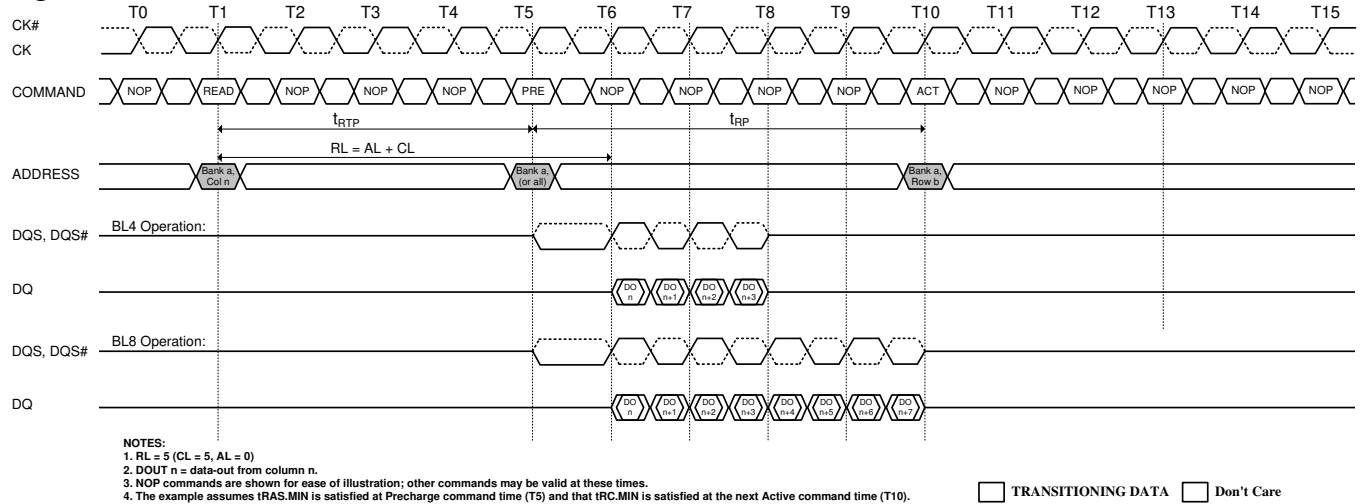 T0 T1 T2 T3 T4 T5 T6 T7 T8 T9 T10 T11 T12 T13 T14 T15
CK#
CK
COMMAND NOP READ NOP NOP NOP PRE NOP NOP NOP NOP ACT NOP NOP NOP NOP NOP
tRTP tRP
RL = AL + CL
ADDRESS
Bank a, Bank a, Bank a,
Col n (or all) Row b
BL4 Operation:
DQS, DQS#
DQ
DO DO DO DO
n n+1 n+2 n+3
BL8 Operation:
DQS, DQS#
DQ
DO DO DO DO DO DO DO DO
n n+1 n+2 n+3 n+4 n+5 n+6 n+7
NOTES:
1. RL = 5 (CL = 5, AL = 0)
2. DOUT n = data-out from column n.
3. NOP commands are shown for ease of illustration; other commands may be valid at these times.
4. The example assumes tRAS.MIN is satisfied at Precharge command time (T5) and that tRC.MIN is satisfied at the next Active command time (T10).
TRANSITIONING DATA Don't Care